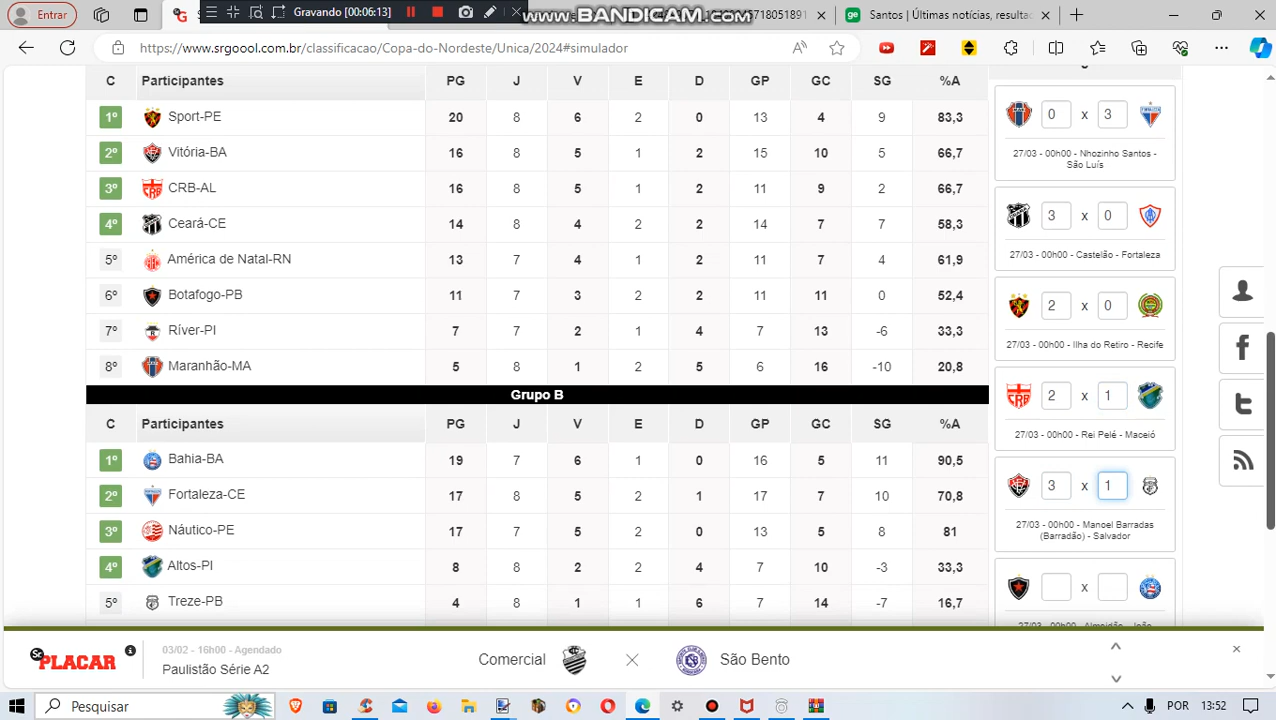 Entrar
Gravando [00:06:13]
www.BANDICAM.com
5718051891
Santos | Últimas notícias, result
https://www.srgoool.com.br/classificacao/Copa-do-Nordeste/Unica/2024#simulador
C Participantes PG J V E D GP GC SG %A
1º Sport-PE 20 8 6 2 0 13 4 9 83,3
2º Vitória-BA 16 8 5 1 2 15 10 5 66,7
3º CRB-AL 16 8 5 1 2 11 9 2 66,7
4º Ceará-CE 14 8 4 2 2 14 7 7 58,3
5º América de Natal-RN 13 7 4 1 2 11 7 4 61,9
6º Botafogo-PB 11 7 3 2 2 11 11 0 52,4
7º Ríver-PI 7 7 2 1 4 7 13 -6 33,3
8º Maranhão-MA 5 8 1 2 5 6 16 -10 20,8
Grupo B
C Participantes PG J V E D GP GC SG %A
1º Bahia-BA 19 7 6 1 0 16 5 11 90,5
2º Fortaleza-CE 17 8 5 2 1 17 7 10 70,8
3º Náutico-PE 17 7 5 2 0 13 5 8 81
4º Altos-PI 8 8 2 2 4 7 10 -3 33,3
5º Treze-PB 4 8 1 1 6 7 14 -7 16,7
0 x 3
27/03 - 00h00 - Nhozinho Santos -
São Luís
3 x 0
27/03 - 00h00 - Castelão - Fortaleza
2 x 0
27/03 - 00h00 - Ilha do Retiro - Recife
2 x 1
27/03 - 00h00 - Rei Pelé - Maceió
3 x 1
27/03 - 00h00 - Manoel Barradas
(Barradão) - Salvador
x
Sr PLACAR
03/02 - 16h00 - Agendado
Paulistão Série A2
Comercial
São Bento
Pesquisar
POR 13:52